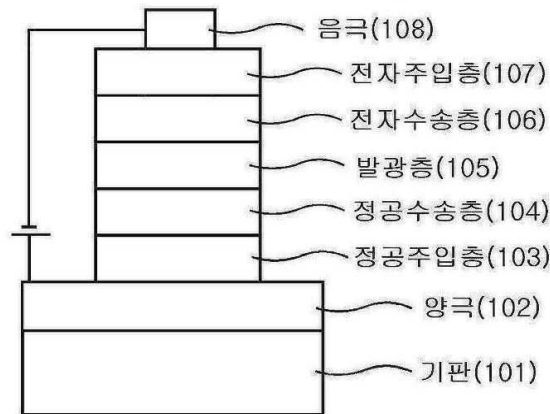 음극(108)
전자주입층(107)
전자수송층(106)
발광층(105)
정공수송층(104)
정공주입층(103)
양극(102)
기판(101)